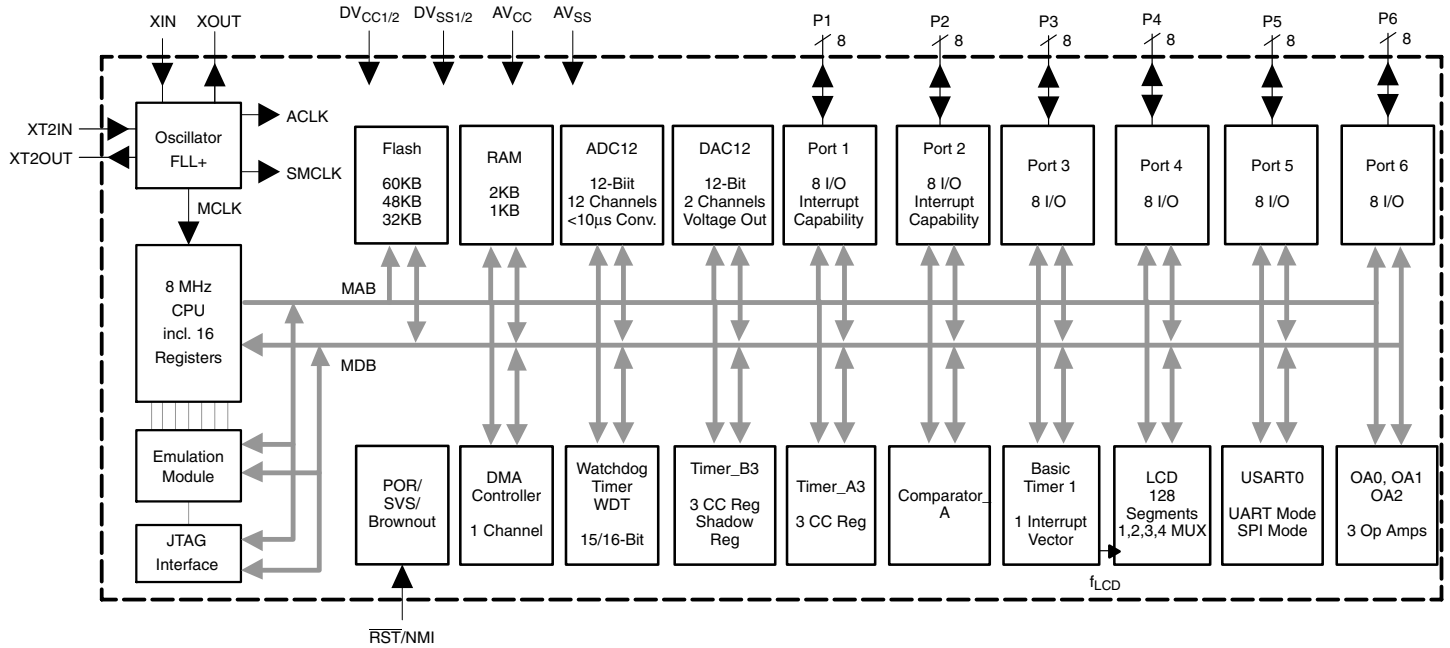 XIN XOUT DVCC1/2 DVSS1/2 AVCC AVSS P1 P2 P3 P4 P5 P6
8 8 8 8 8 8
XT2IN
XT2OUT
Oscillator
FLL+
ACLK
SMCLK
MCLK
8 MHz
CPU
incl. 16
Registers
MAB
MDB
Emulation
Module
JTAG
Interface
Flash
60KB
48KB
32KB
RAM
2KB
1KB
ADC12
12-Biit
12 Channels
<10μs Conv.
DAC12
12-Bit
2 Channels
Voltage Out
Port 1
8 I/O
Interrupt
Capability
Port 2
8 I/O
Interrupt
Capability
Port 3
8 I/O
Port 4
8 I/O
Port 5
8 I/O
Port 6
8 I/O
POR/
SVS/
Brownout
DMA
Controller
1 Channel
Watchdog
Timer
WDT
15/16-Bit
Timer_B3
3 CC Reg
Shadow
Reg
Timer_A3
3 CC Reg
Comparator_
A
Basic
Timer 1
1 Interrupt
Vector
fLCD
LCD
128
Segments
1,2,3,4 MUX
USART0
UART Mode
SPI Mode
OA0, OA1
OA2
3 Op Amps
RST/NMI